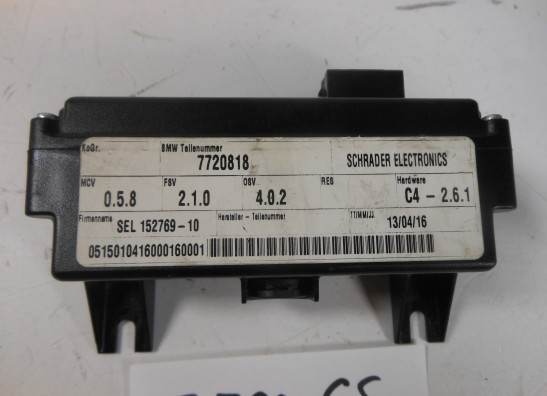 KoGr. BMW Teilenummer
7720818 SCHRADER ELECTRONICS
MCV FSV OSV RES Hardware
0.5.8 2.1.0 4.0.2 C4 - 2.6.1
Firmenname Hersteller - Teilenummer TT/MM/JJ
SEL 152769-10 13/04/16
0515010416000160001